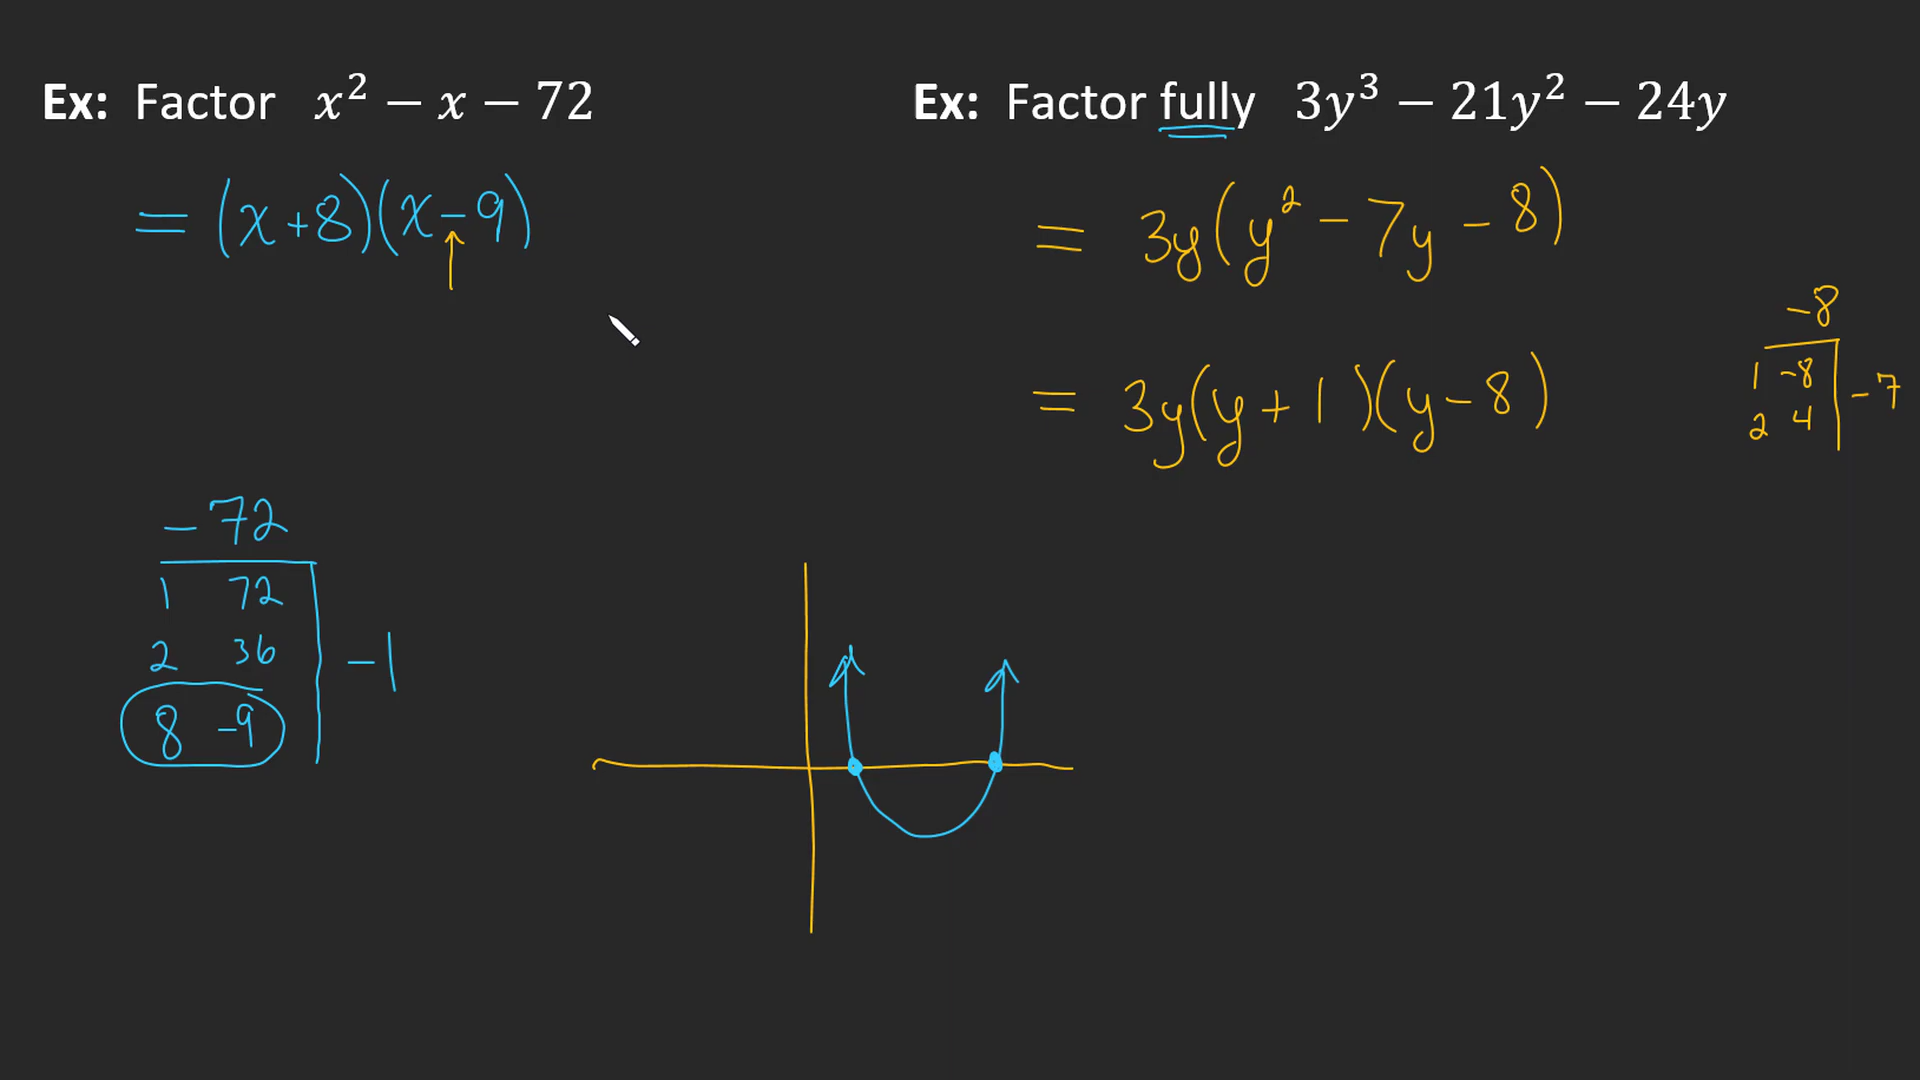 Ex: Factor x² − x − 72
= (x+8)(x−9)
−72
1 72
2 36
8 −9
−1
Ex: Factor fully 3y³ − 21y² − 24y
= 3y(y² − 7y − 8)
= 3y(y + 1)(y − 8)
−8
1 −8
2 4
−7